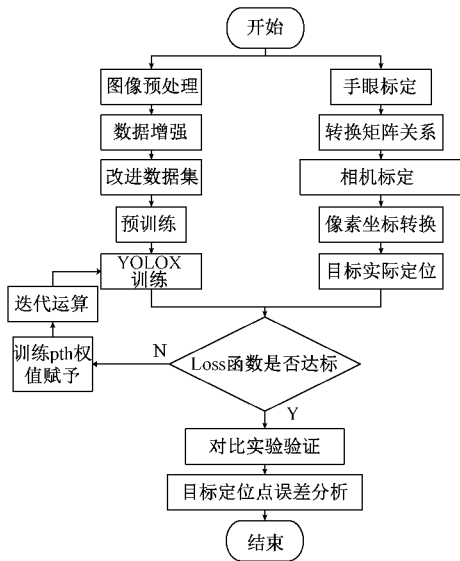 开始
图像预处理
手眼标定
数据增强
转换矩阵关系
改进数据集
相机标定
预训练
像素坐标转换
YOLOX
训练
目标实际定位
迭代运算
训练pth权
值赋予
N
Loss函数是否达标
Y
对比实验验证
目标定位点误差分析
结束